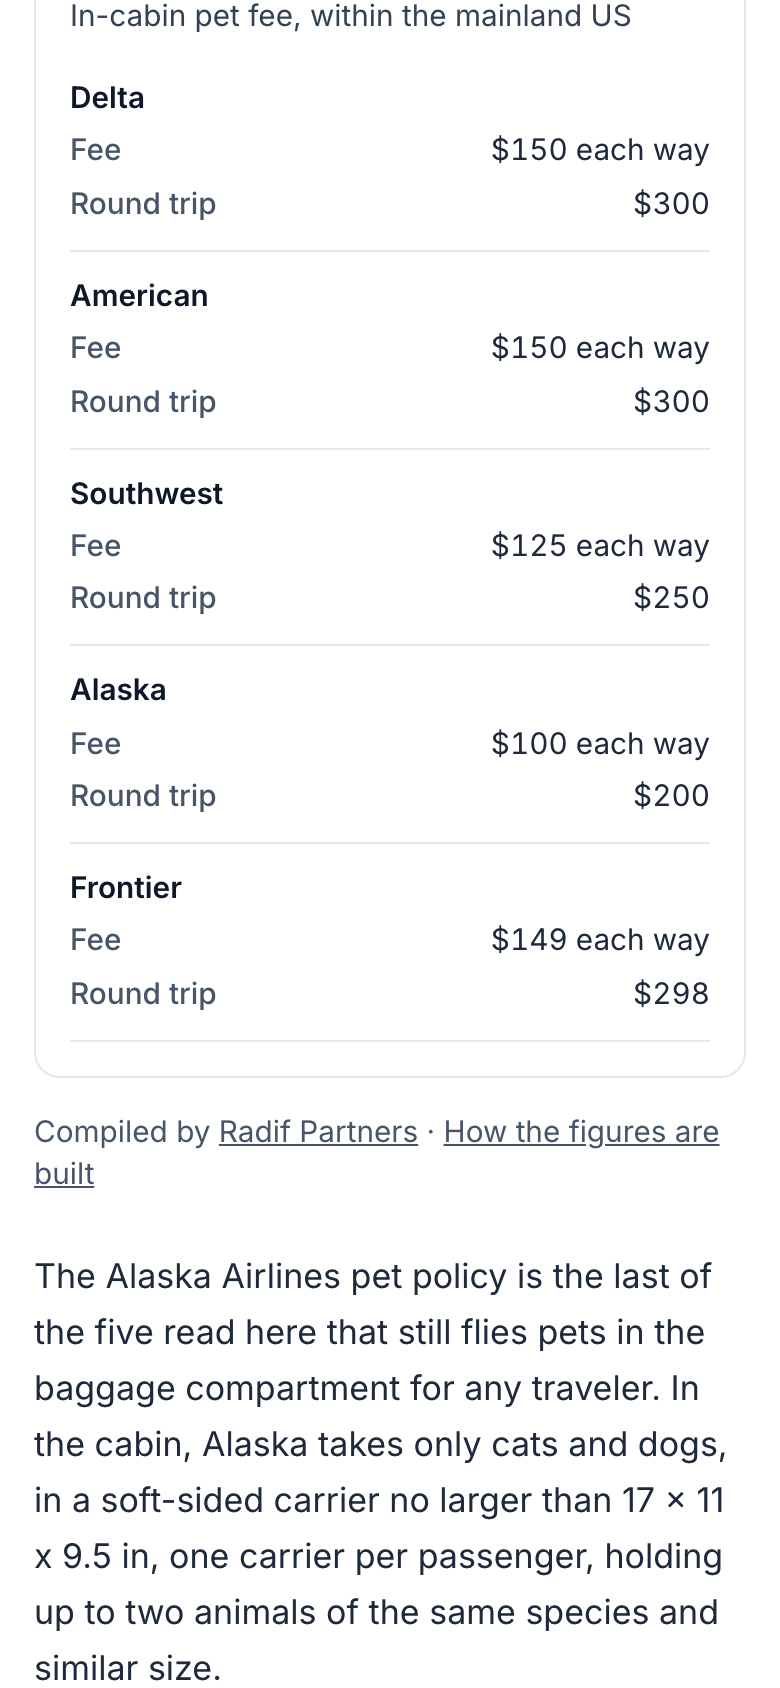 In-cabin pet fee, within the mainland US
Delta
Fee $150 each way
Round trip $300
American
Fee $150 each way
Round trip $300
Southwest
Fee $125 each way
Round trip $250
Alaska
Fee $100 each way
Round trip $200
Frontier
Fee $149 each way
Round trip $298
Compiled by Radif Partners · How the figures are
built
The Alaska Airlines pet policy is the last of
the five read here that still flies pets in the
baggage compartment for any traveler. In
the cabin, Alaska takes only cats and dogs,
in a soft-sided carrier no larger than 17 × 11
x 9.5 in, one carrier per passenger, holding
up to two animals of the same species and
similar size.